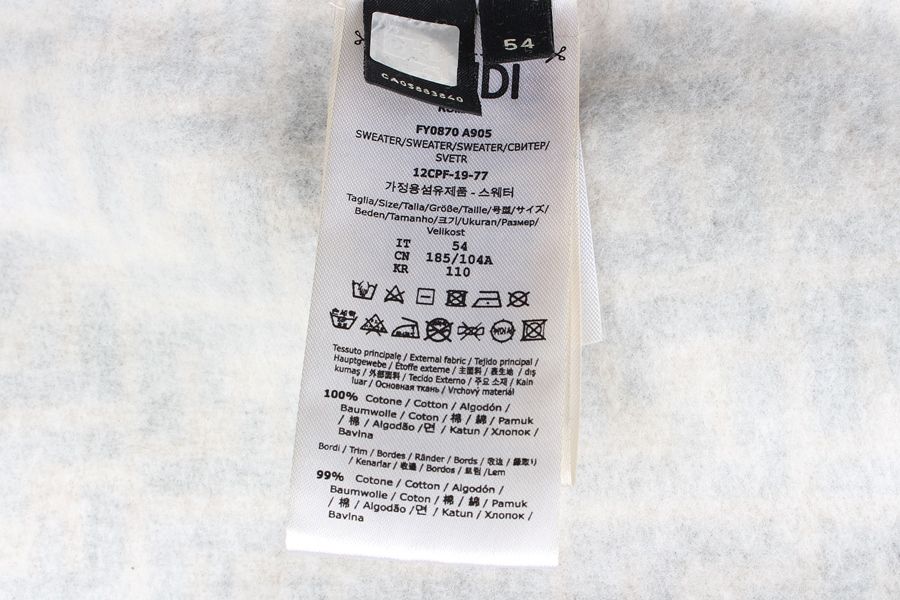 54
CA03883840
DI
FY0870 A905
SWEATER/SWEATER/SWEATER/СВИТЕР/
SVETR
12CPF-19-77
가정용섬유제품 - 스웨터
Taglia/Size/Talla/Größe/Taille/号型/サイズ/
Beden/Tamanho/크기/Ukuran/Размер/
Velikost
IT 54
CN 185/104A
KR 110
Tessuto principale / External fabric / Tejido principal /
Hauptgewebe / Étoffe externe / 主面料 / 表生地 / dış
kumaş / 外部面料 / Tecido Externo / 주요 소재 / Kain
luar / Основная ткань / Vrchový materiál
100% Cotone / Cotton / Algodón /
Baumwolle / Coton / 棉 / 綿 / Pamuk
/ 棉 / Algodão /면 / Katun / Хлопок /
Bavlna
Bordi / Trim / Bordes / Ränder / Bords / 改边 / 縁取り
/ Kenarlar / 收邊 / Bordos / 트림 /Lem
99% Cotone / Cotton / Algodón /
Baumwolle / Coton / 棉 / 綿 / Pamuk
/ 棉 / Algodão /면 / Katun / Хлопок /
Bavlna